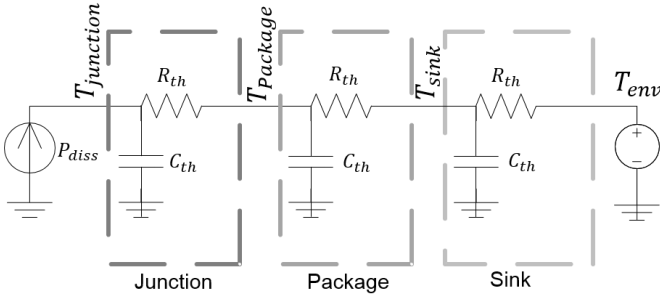 T_junction
R_th
T_Package
R_th
T_sink
R_th
T_env
P_diss
C_th
C_th
C_th
+
−
Junction
Package
Sink